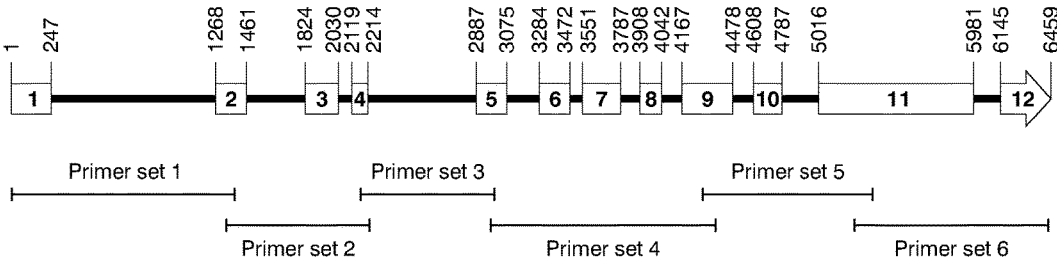 1 247 1268 1461 1824 2030 2119 2214 2887 3075 3284 3472 3551 3787 3908 4042 4167 4478 4608 4787 5016 5981 6145 6459
1 2 3 4 5 6 7 8 9 10 11 12
Primer set 1 Primer set 3 Primer set 5
Primer set 2 Primer set 4 Primer set 6